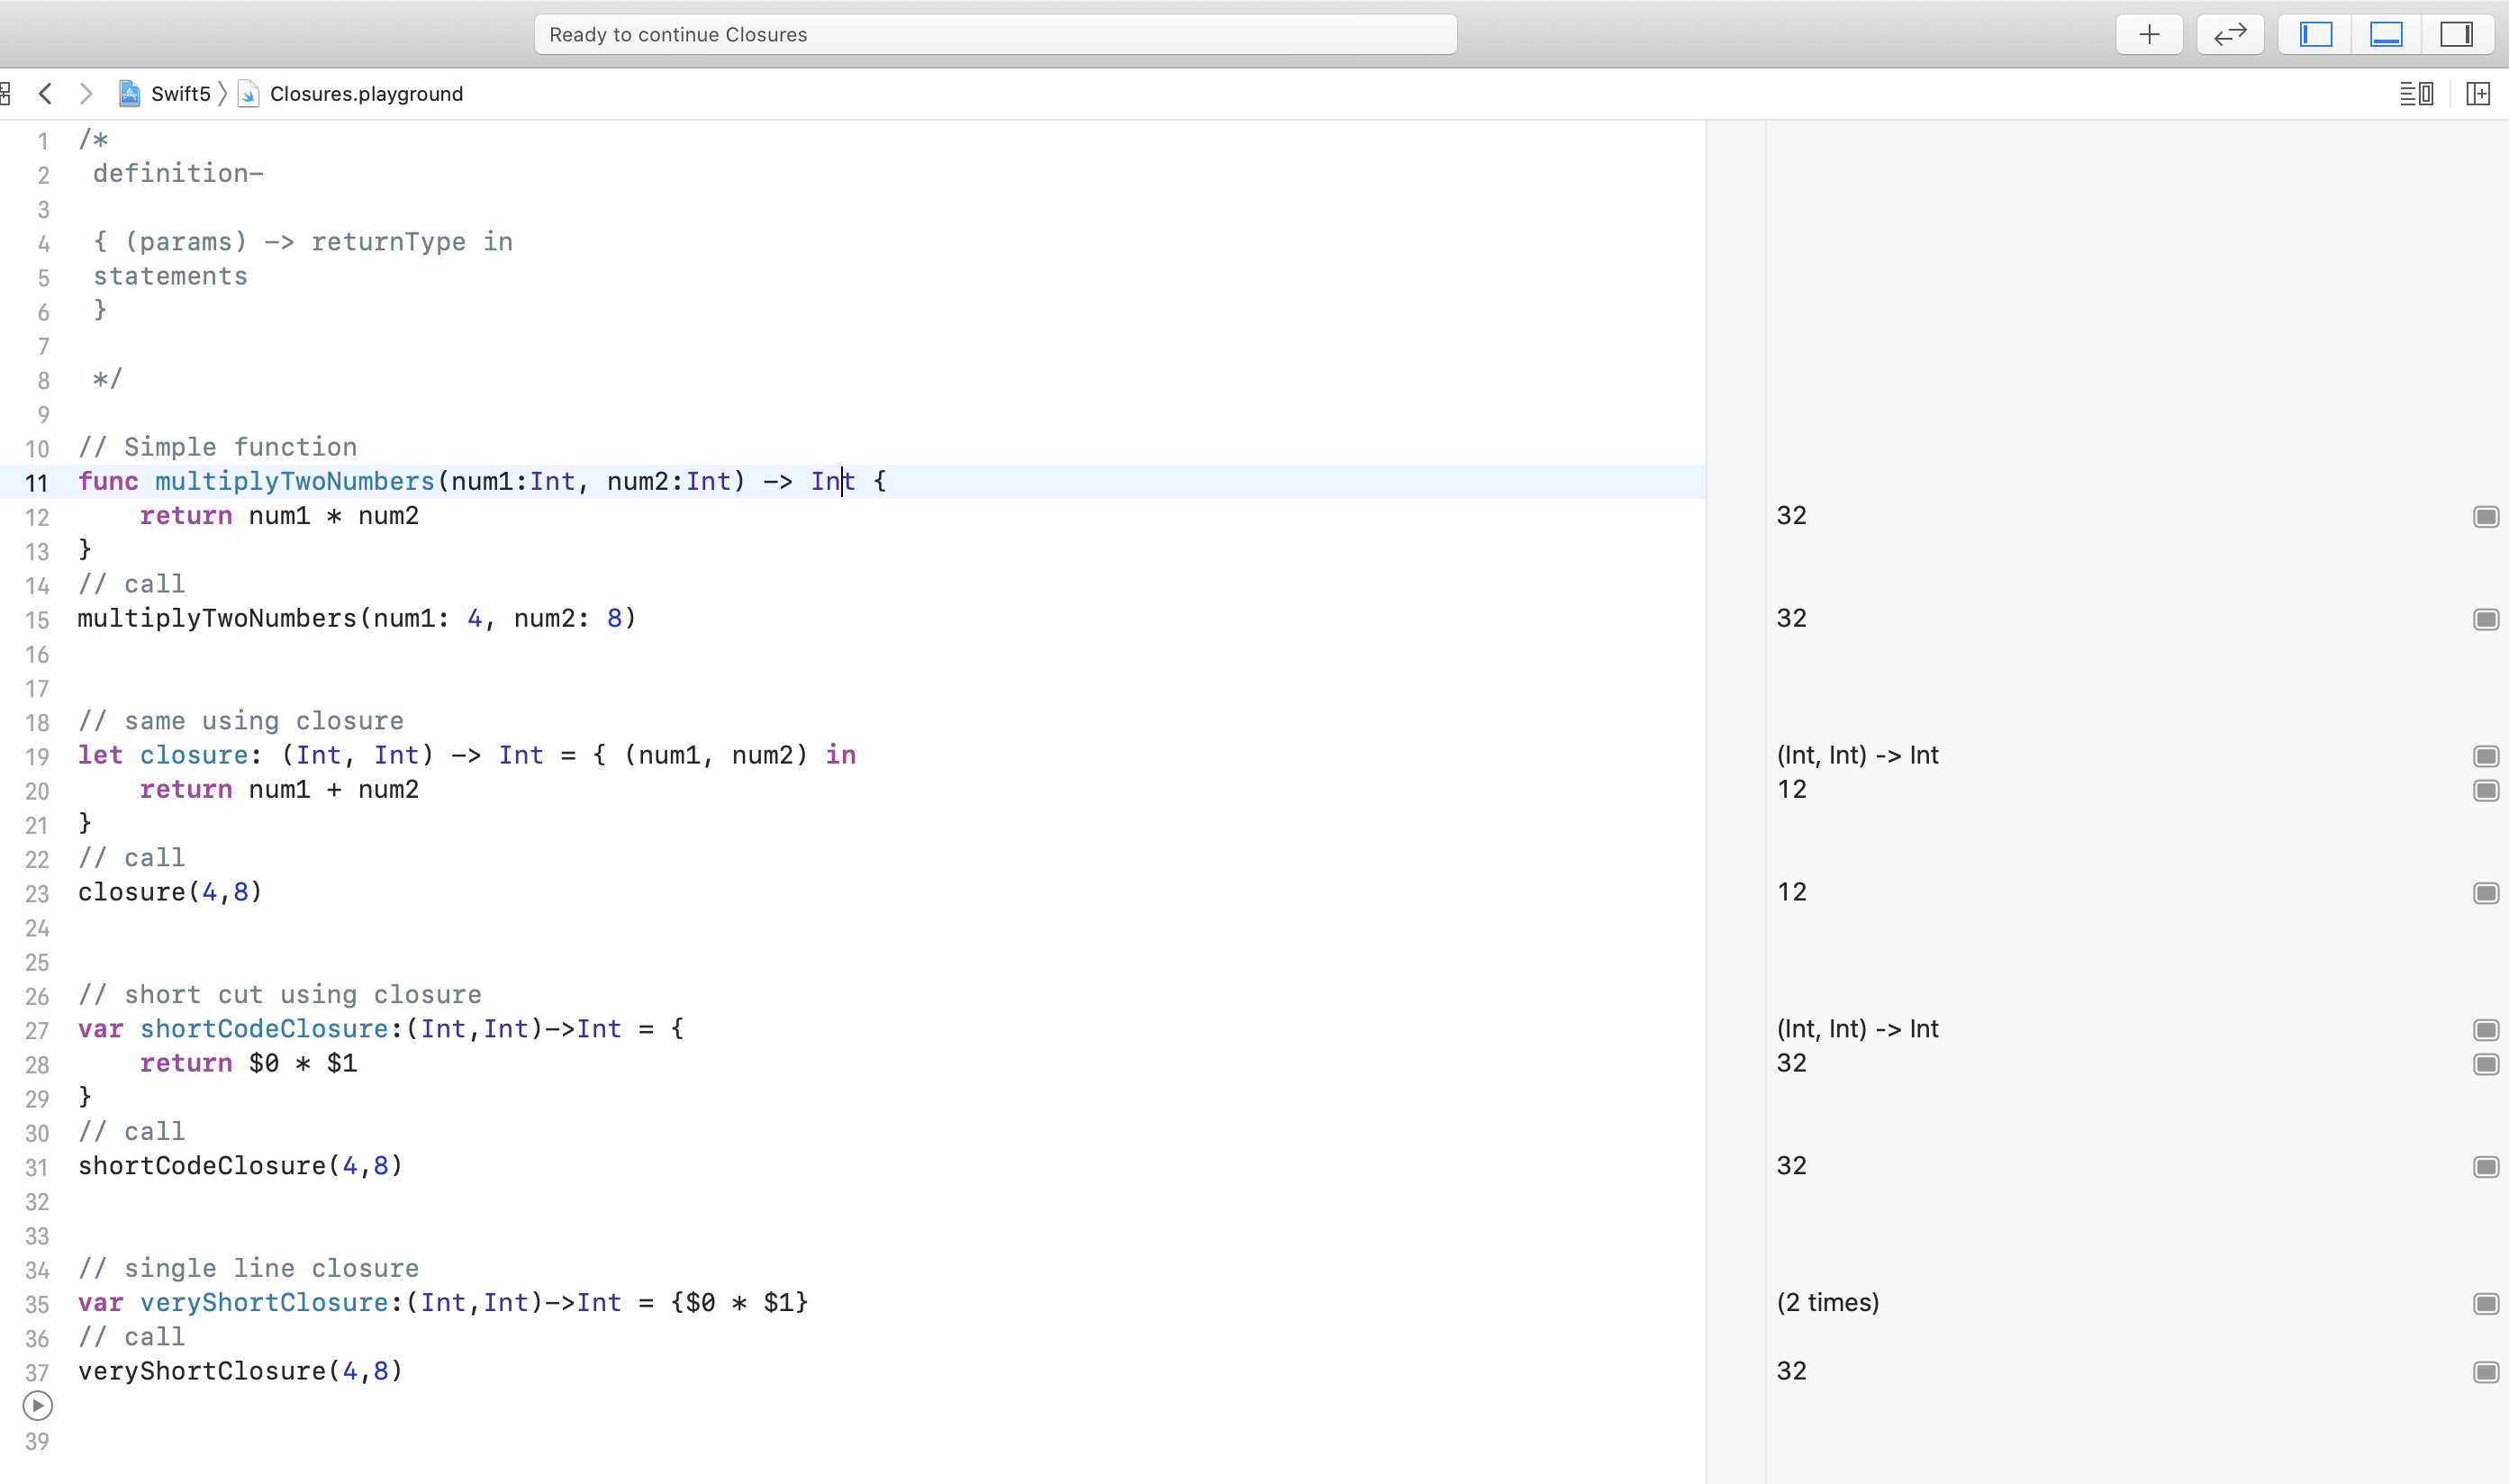 Ready to continue Closures
Swift5 Closures.playground
1 /*
2 definition-
3
4 { (params) -> returnType in
5 statements
6 }
7
8 */
9
10 // Simple function
11 func multiplyTwoNumbers(num1:Int, num2:Int) -> Int {
12 return num1 * num2 32
13 }
14 // call
15 multiplyTwoNumbers(num1: 4, num2: 8) 32
16
17
18 // same using closure
19 let closure: (Int, Int) -> Int = { (num1, num2) in (Int, Int) -> Int
20 return num1 + num2 12
21 }
22 // call
23 closure(4,8) 12
24
25
26 // short cut using closure
27 var shortCodeClosure:(Int,Int)->Int = { (Int, Int) -> Int
28 return $0 * $1 32
29 }
30 // call
31 shortCodeClosure(4,8) 32
32
33
34 // single line closure
35 var veryShortClosure:(Int,Int)->Int = {$0 * $1} (2 times)
36 // call
37 veryShortClosure(4,8) 32
39